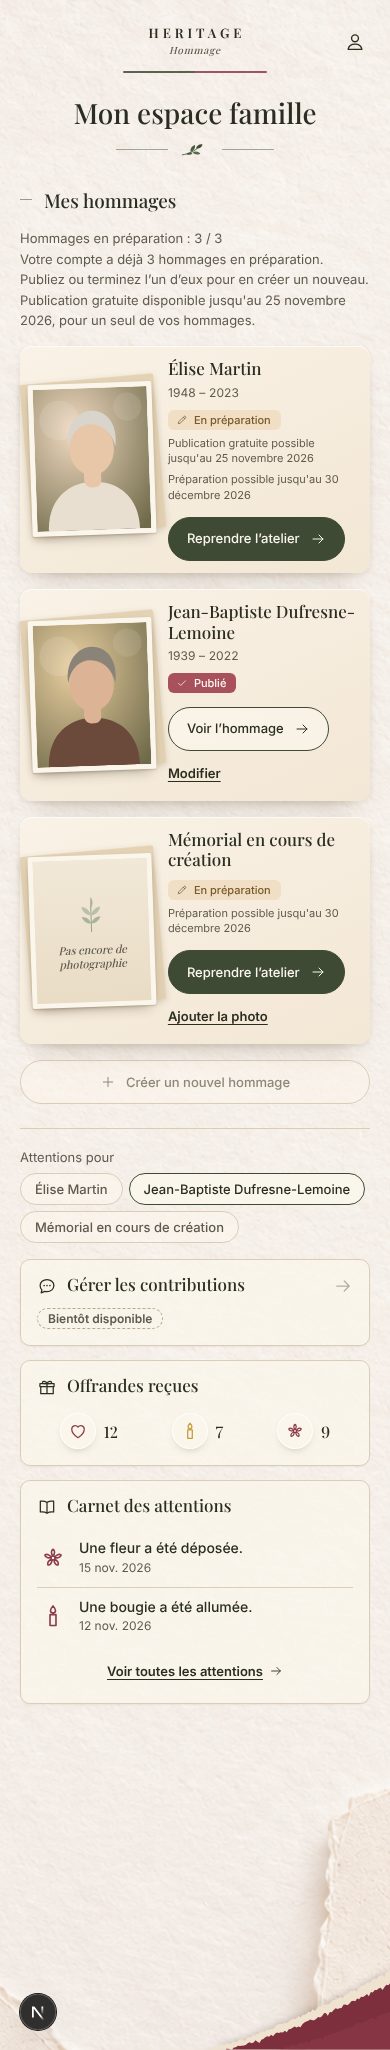 HERITAGE
Hommage
Mon espace famille
Mes hommages
Hommages en préparation : 3 / 3
Votre compte a déjà 3 hommages en préparation.
Publiez ou terminez l’un d’eux pour en créer un nouveau.
Publication gratuite disponible jusqu'au 25 novembre
2026, pour un seul de vos hommages.
Élise Martin
1948 – 2023
En préparation
Publication gratuite possible
jusqu'au 25 novembre 2026
Préparation possible jusqu'au 30
décembre 2026
Reprendre l’atelier
Jean-Baptiste Dufresne-
Lemoine
1939 – 2022
Publié
Voir l’hommage
Modifier
Pas encore de
photographie
Mémorial en cours de
création
En préparation
Préparation possible jusqu'au 30
décembre 2026
Reprendre l’atelier
Ajouter la photo
Créer un nouvel hommage
Attentions pour
Élise Martin
Jean-Baptiste Dufresne-Lemoine
Mémorial en cours de création
Gérer les contributions
Bientôt disponible
Offrandes reçues
12
7
9
Carnet des attentions
Une fleur a été déposée.
15 nov. 2026
Une bougie a été allumée.
12 nov. 2026
Voir toutes les attentions
N